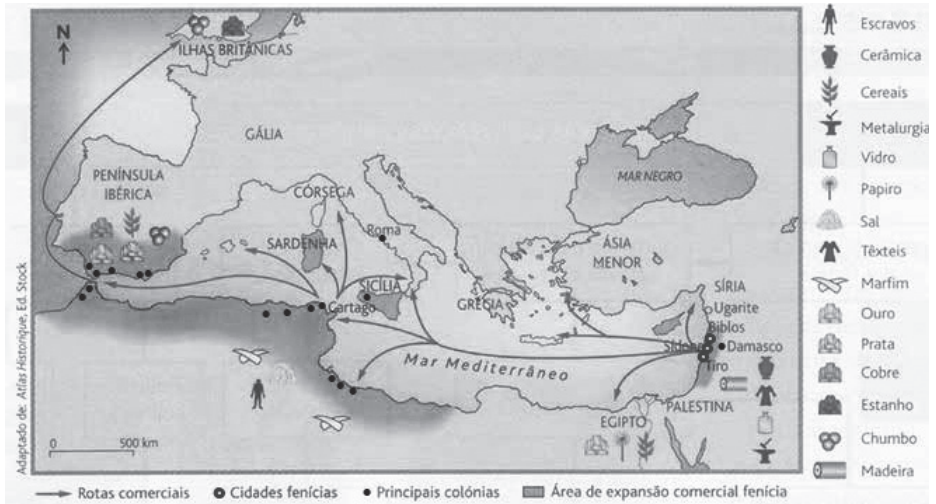 N
ILHAS BRITÂNICAS
GÁLIA
PENÍNSULA
IBÉRICA
CÓRSEGA
MAR NEGRO
Roma
SARDENHA
ÁSIA
MENOR
SICÍLIA
GRÉCIA
SÍRIA
Ugarite
Cartago
Biblos
Sidon
Damasco
Tiro
Mar Mediterrâneo
PALESTINA
EGIPTO
0 500 km
Adaptado de: Atlas Historique, Ed. Stock
Escravos
Cerâmica
Cereais
Metalurgia
Vidro
Papiro
Sal
Têxteis
Marfim
Ouro
Prata
Cobre
Estanho
Chumbo
Madeira
Rotas comerciais Cidades fenícias Principais colónias Área de expansão comercial fenícia